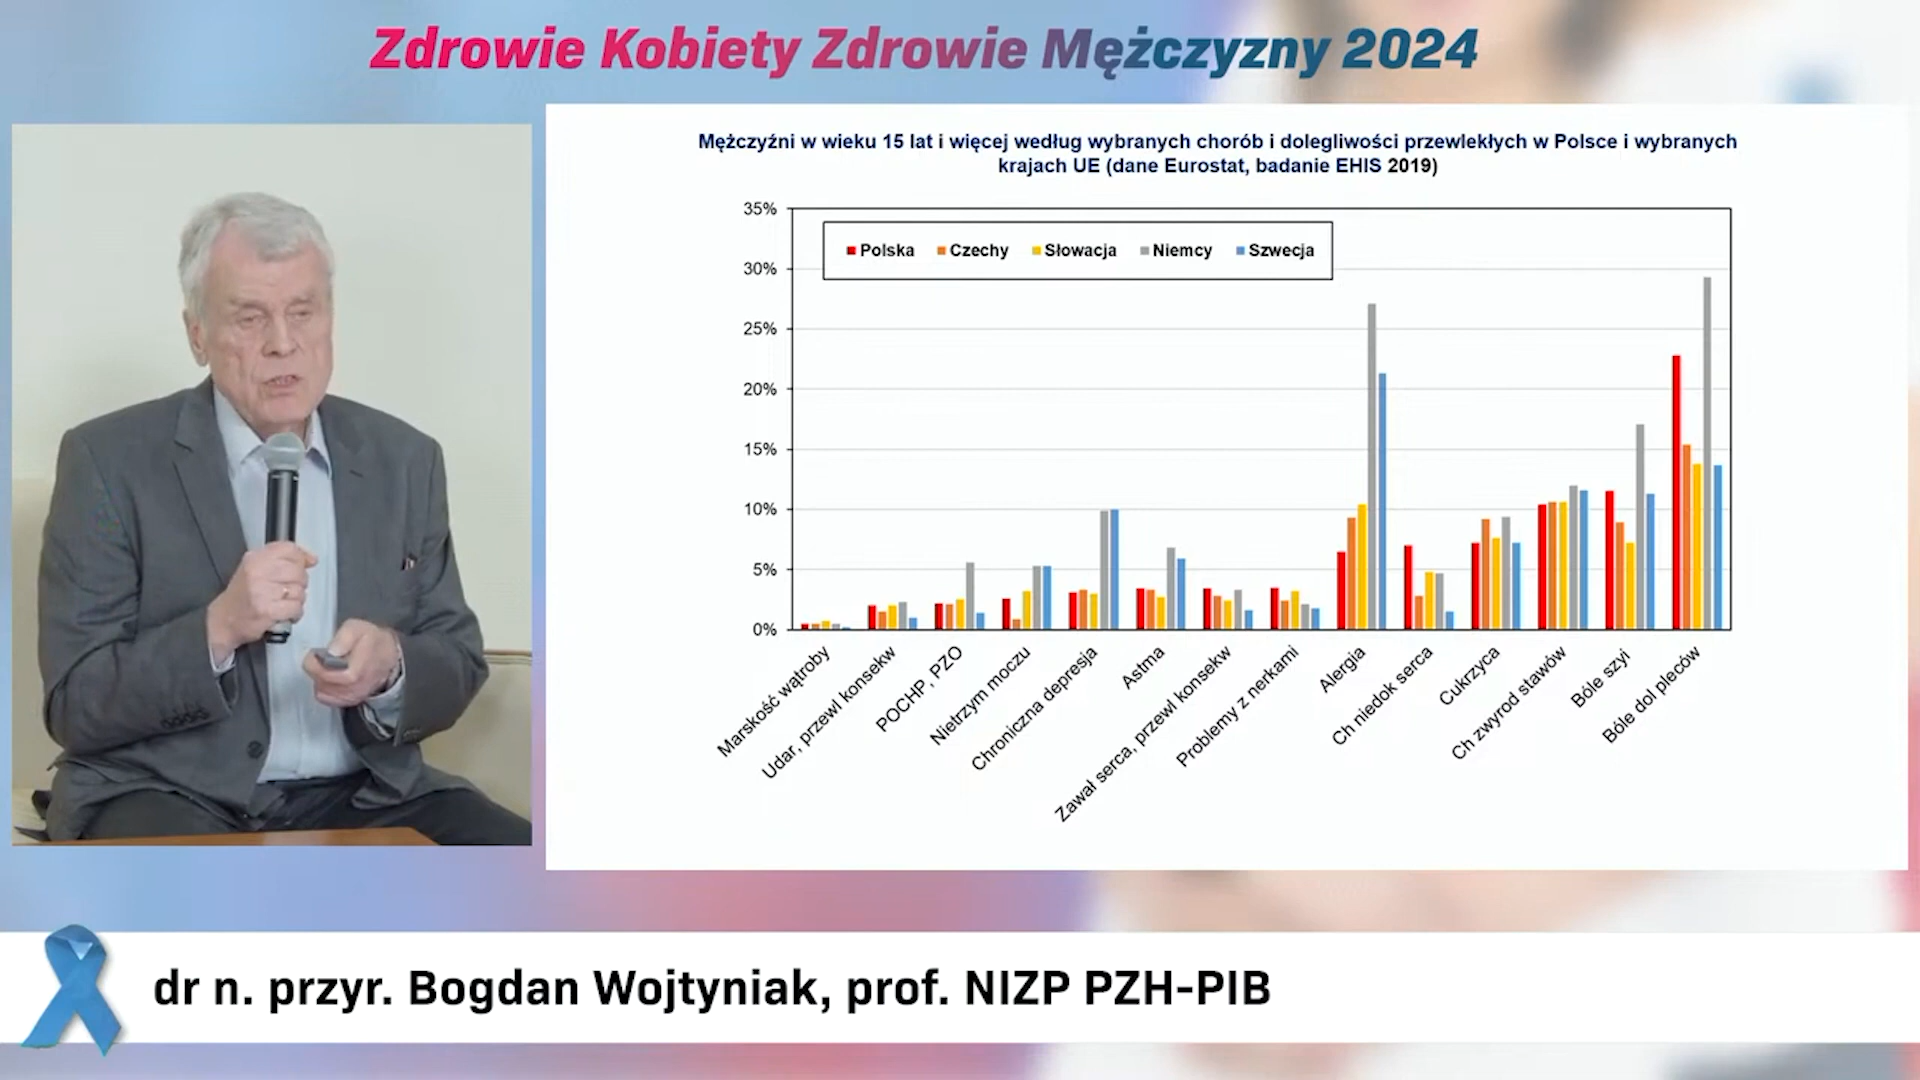 Zdrowie Kobiety Zdrowie Mężczyzny 2024
Mężczyźni w wieku 15 lat i więcej według wybranych chorób i dolegliwości przewlekłych w Polsce i wybranych
krajach UE (dane Eurostat, badanie EHIS 2019)
35%
30%
25%
20%
15%
10%
5%
0%
Polska
Czechy
Słowacja
Niemcy
Szwecja
Marskość wątroby
Udar, przewl konsekw
POCHP, PZO
Nietrzym moczu
Chroniczna depresja
Astma
Zawał serca, przewl konsekw
Problemy z nerkami
Alergia
Ch niedok serca
Cukrzyca
Ch zwyrod stawów
Bóle szyi
Bóle dol pleców
dr n. przyr. Bogdan Wojtyniak, prof. NIZP PZH-PIB